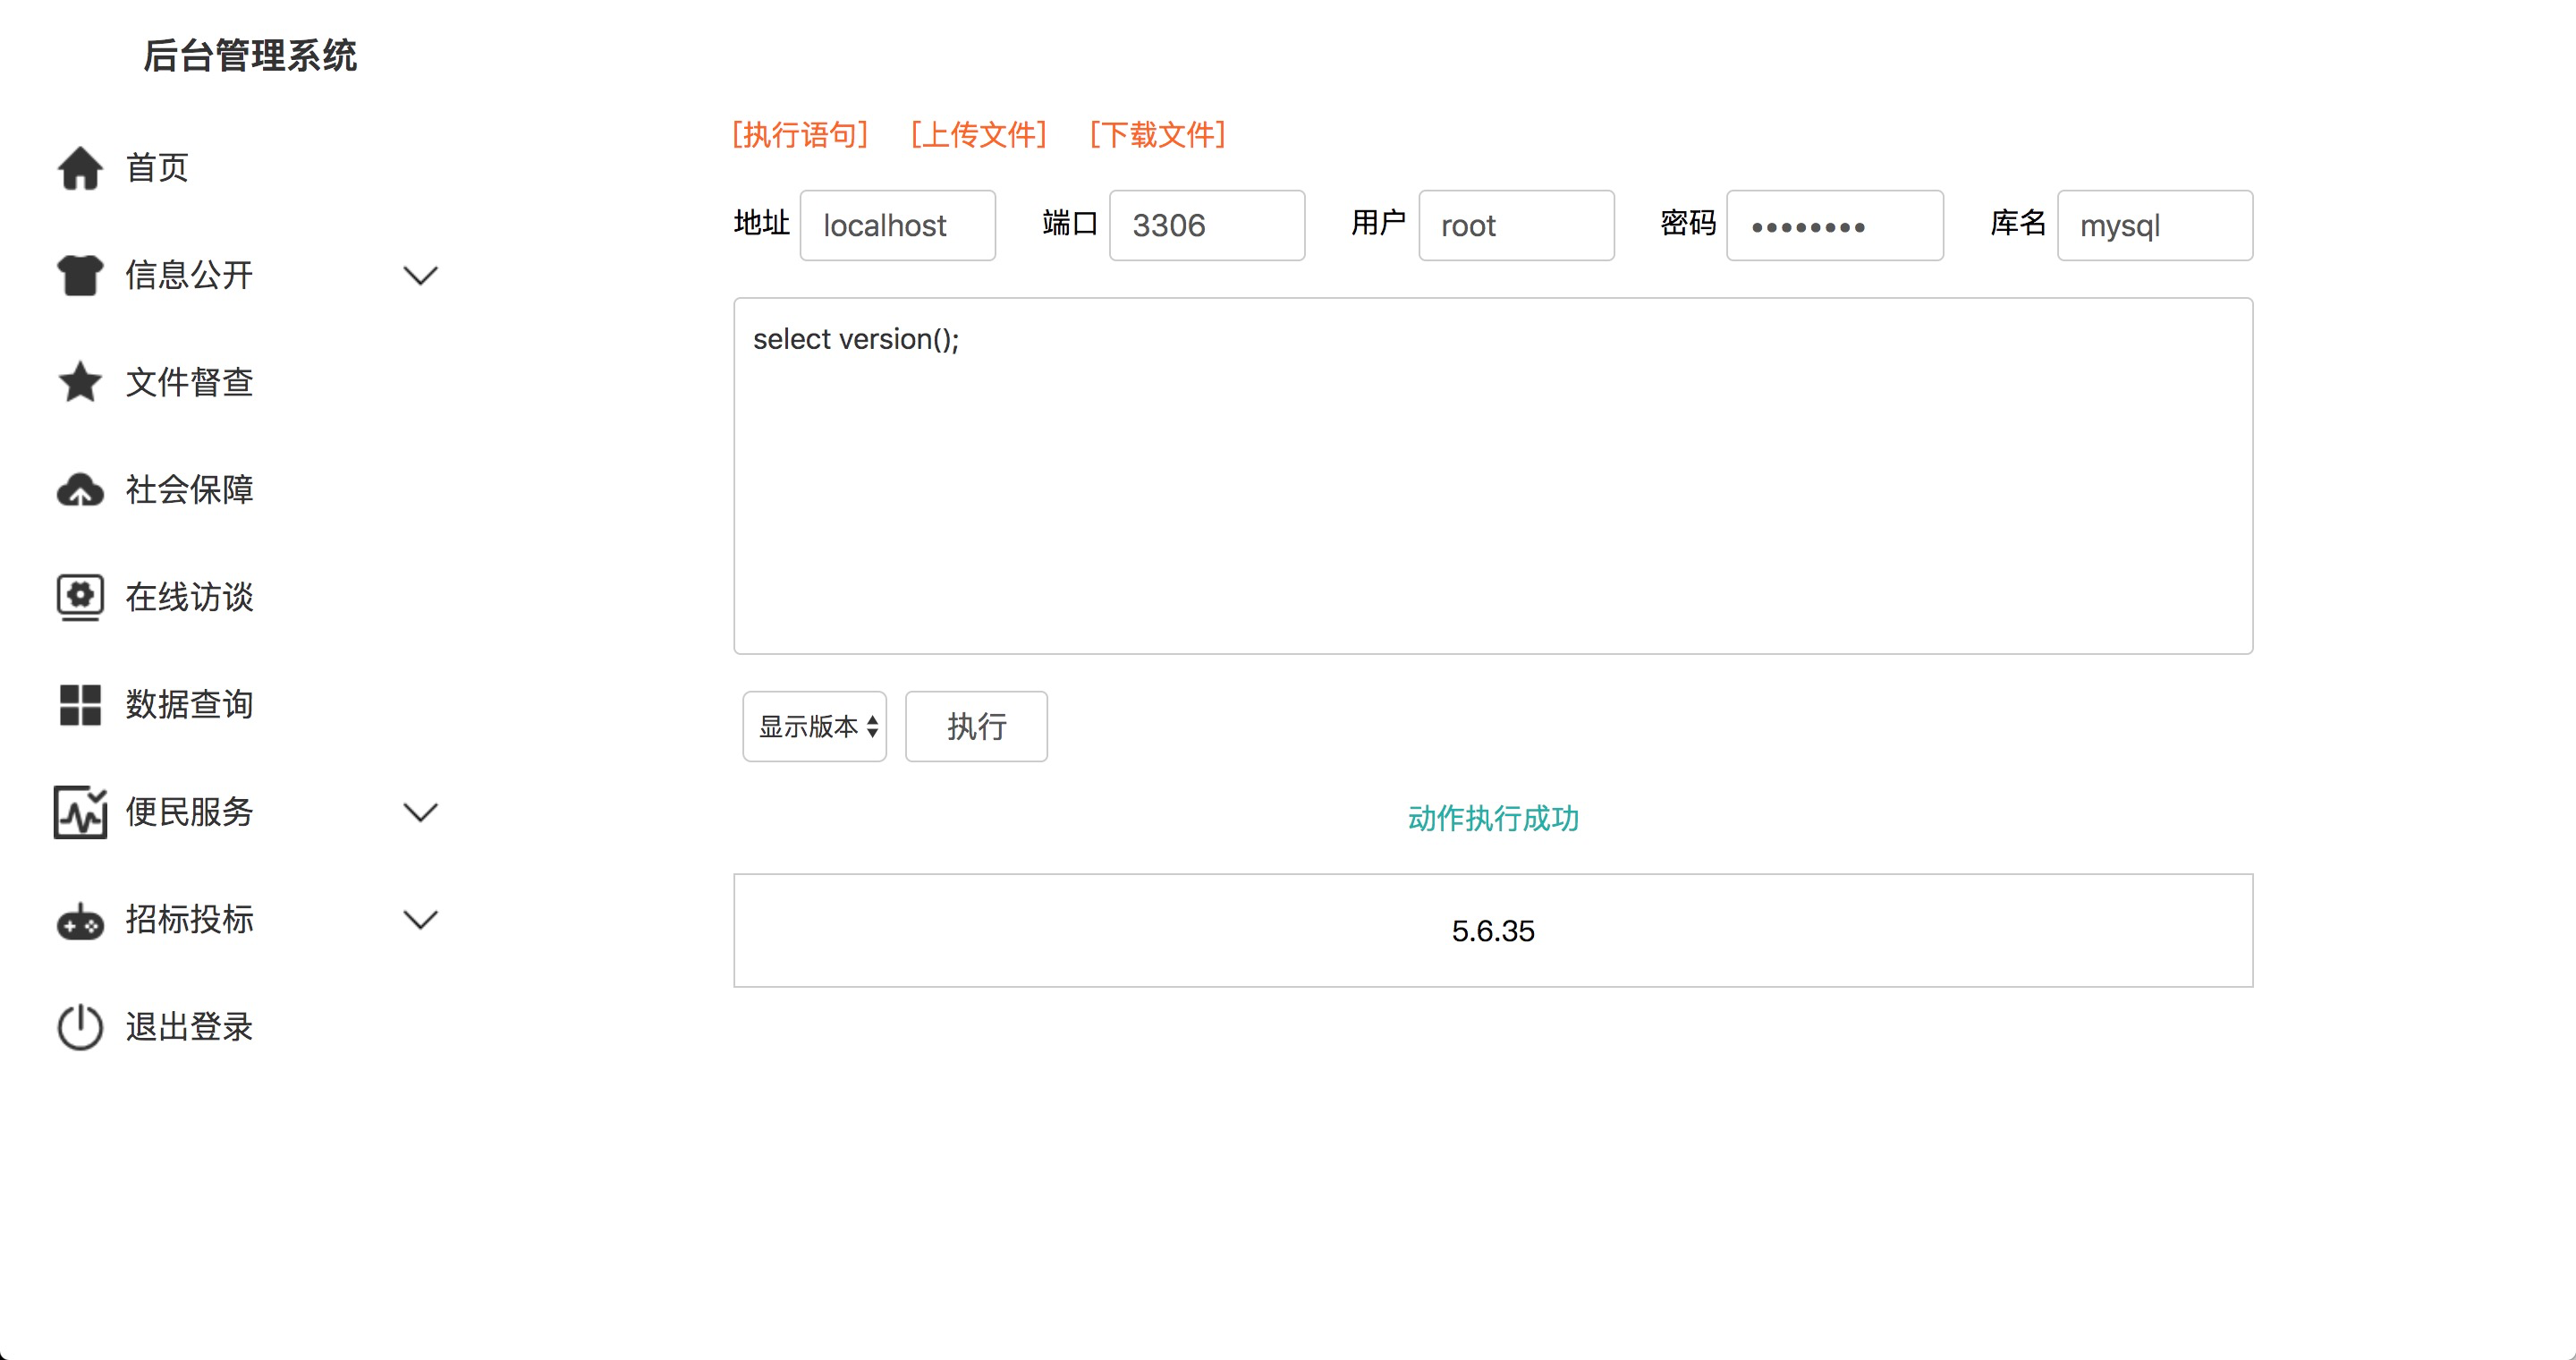 后台管理系统
首页
信息公开
文件督查
社会保障
在线访谈
数据查询
便民服务
招标投标
退出登录
[执行语句] [上传文件] [下载文件]
地址 localhost 端口 3306 用户 root 密码 •••••••• 库名 mysql
select version();
显示版本 执行
动作执行成功
5.6.35